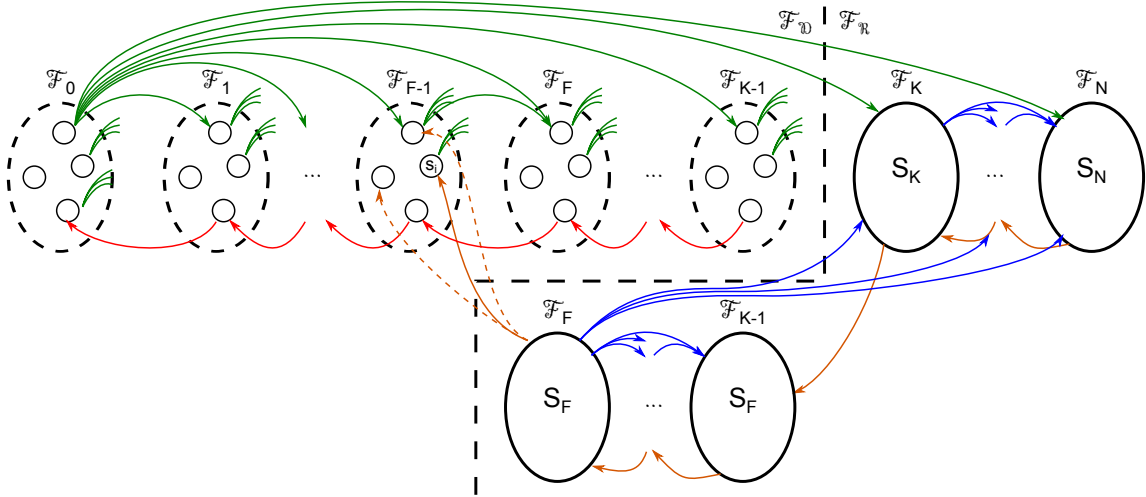 ℱ_𝔇 ℱ_ℜ
ℱ_0 ℱ_1 ℱ_F-1 ℱ_F ℱ_K-1 ℱ_K ℱ_N
s_i
... ... ...
S_K S_N
ℱ_F ℱ_K-1
S_F ... S_F